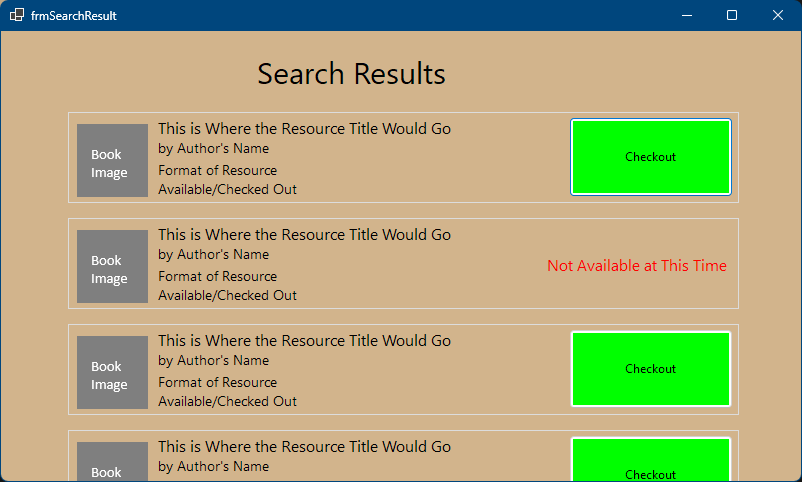 frmSearchResult
Search Results
Book
Image
This is Where the Resource Title Would Go
by Author's Name
Format of Resource
Available/Checked Out
Checkout
Book
Image
This is Where the Resource Title Would Go
by Author's Name
Format of Resource
Available/Checked Out
Not Available at This Time
Book
Image
This is Where the Resource Title Would Go
by Author's Name
Format of Resource
Available/Checked Out
Checkout
Book
This is Where the Resource Title Would Go
by Author's Name
Checkout